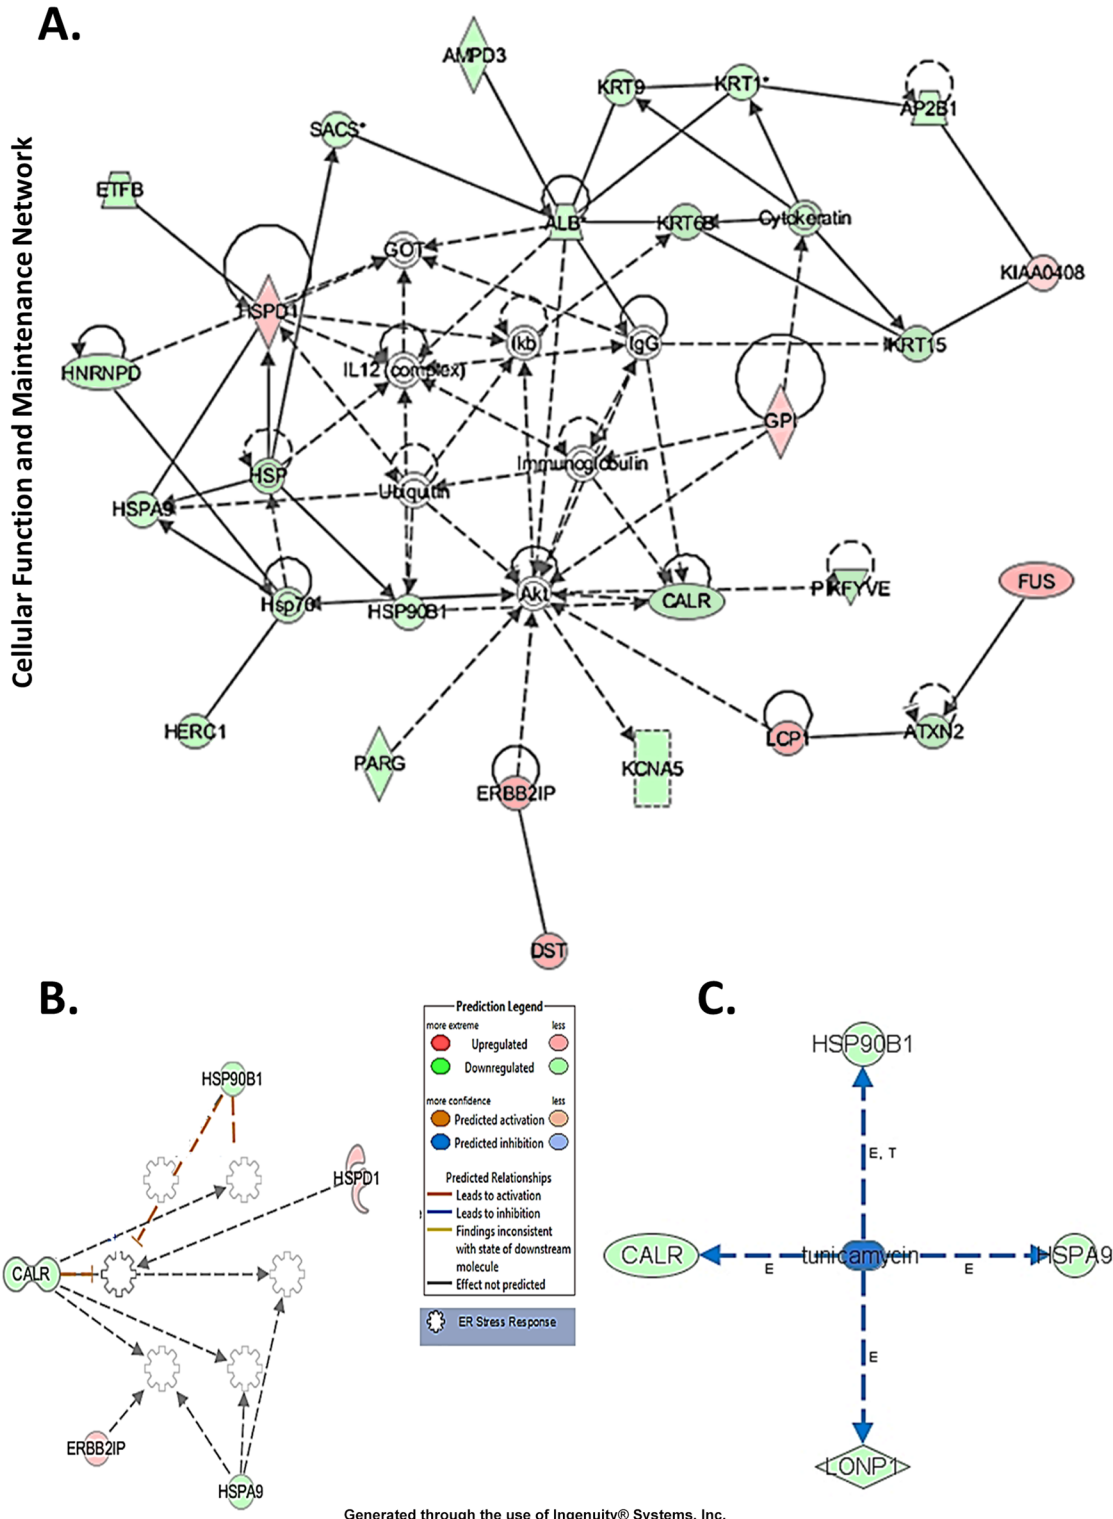 A.
Cellular Function and Maintenance Network
AMPD3
KRT9
KRT1*
AP2B1
SACS*
ETFB
ALB*
KRT6B
Cytokeratin
GOT
KIAA0408
HSPD1
Ikb
IgG
KRT15
HNRNPD
IL12 (complex)
GPI
HSP
Immunoglobulin
Ubiquitin
HSPA9
Hsp70
HSP90B1
Akt
CALR
PIKFYVE
FUS
HERC1
PARG
ERBB2IP
KCNA5
LCP1
ATXN2
DST
B.
HSP90B1
HSPD1
CALR
ERBB2IP
HSPA9
Prediction Legend
more extreme less
Upregulated
Downregulated
more confidence less
Predicted activation
Predicted inhibition
Predicted Relationships
Leads to activation
Leads to inhibition
Findings inconsistent
with state of downstream
molecule
Effect not predicted
ER Stress Response
C.
HSP90B1
E, T
CALR
E
tunicamycin
E
HSPA9
E
LONP1
Generated through the use of Ingenuity® Systems, Inc.